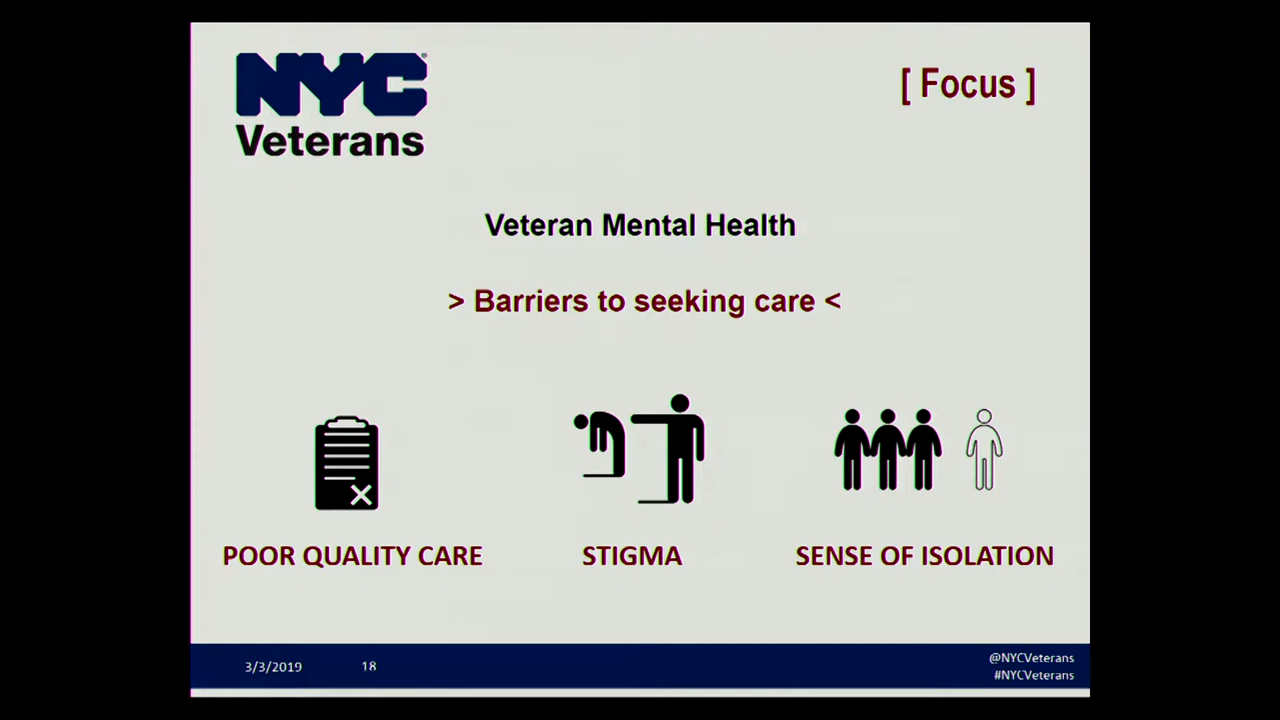 NYC
Veterans
[ Focus ]
Veteran Mental Health
> Barriers to seeking care <
POOR QUALITY CARE
STIGMA
SENSE OF ISOLATION
3/3/2019
18
@NYCVeterans
#NYCVeterans